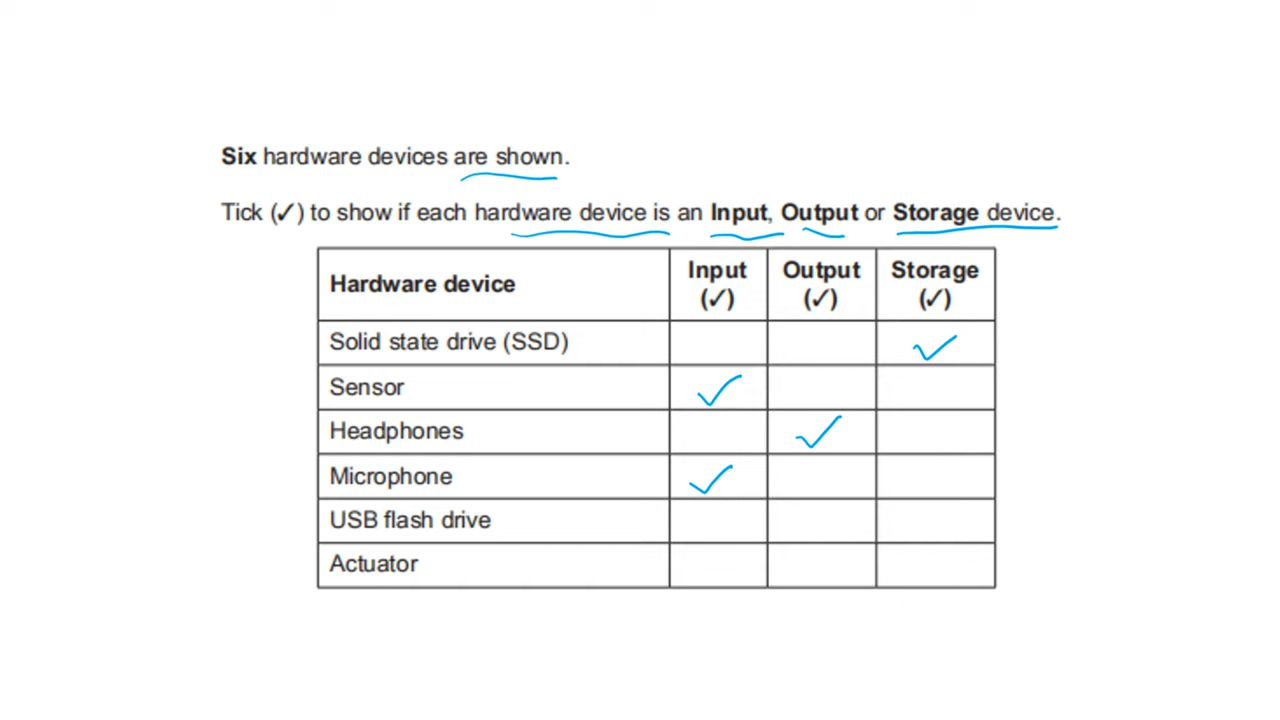 Six hardware devices are shown.
Tick (✓) to show if each hardware device is an Input, Output or Storage device.
Hardware device Input (✓) Output (✓) Storage (✓)
Solid state drive (SSD) ✓
Sensor ✓
Headphones ✓
Microphone ✓
USB flash drive
Actuator